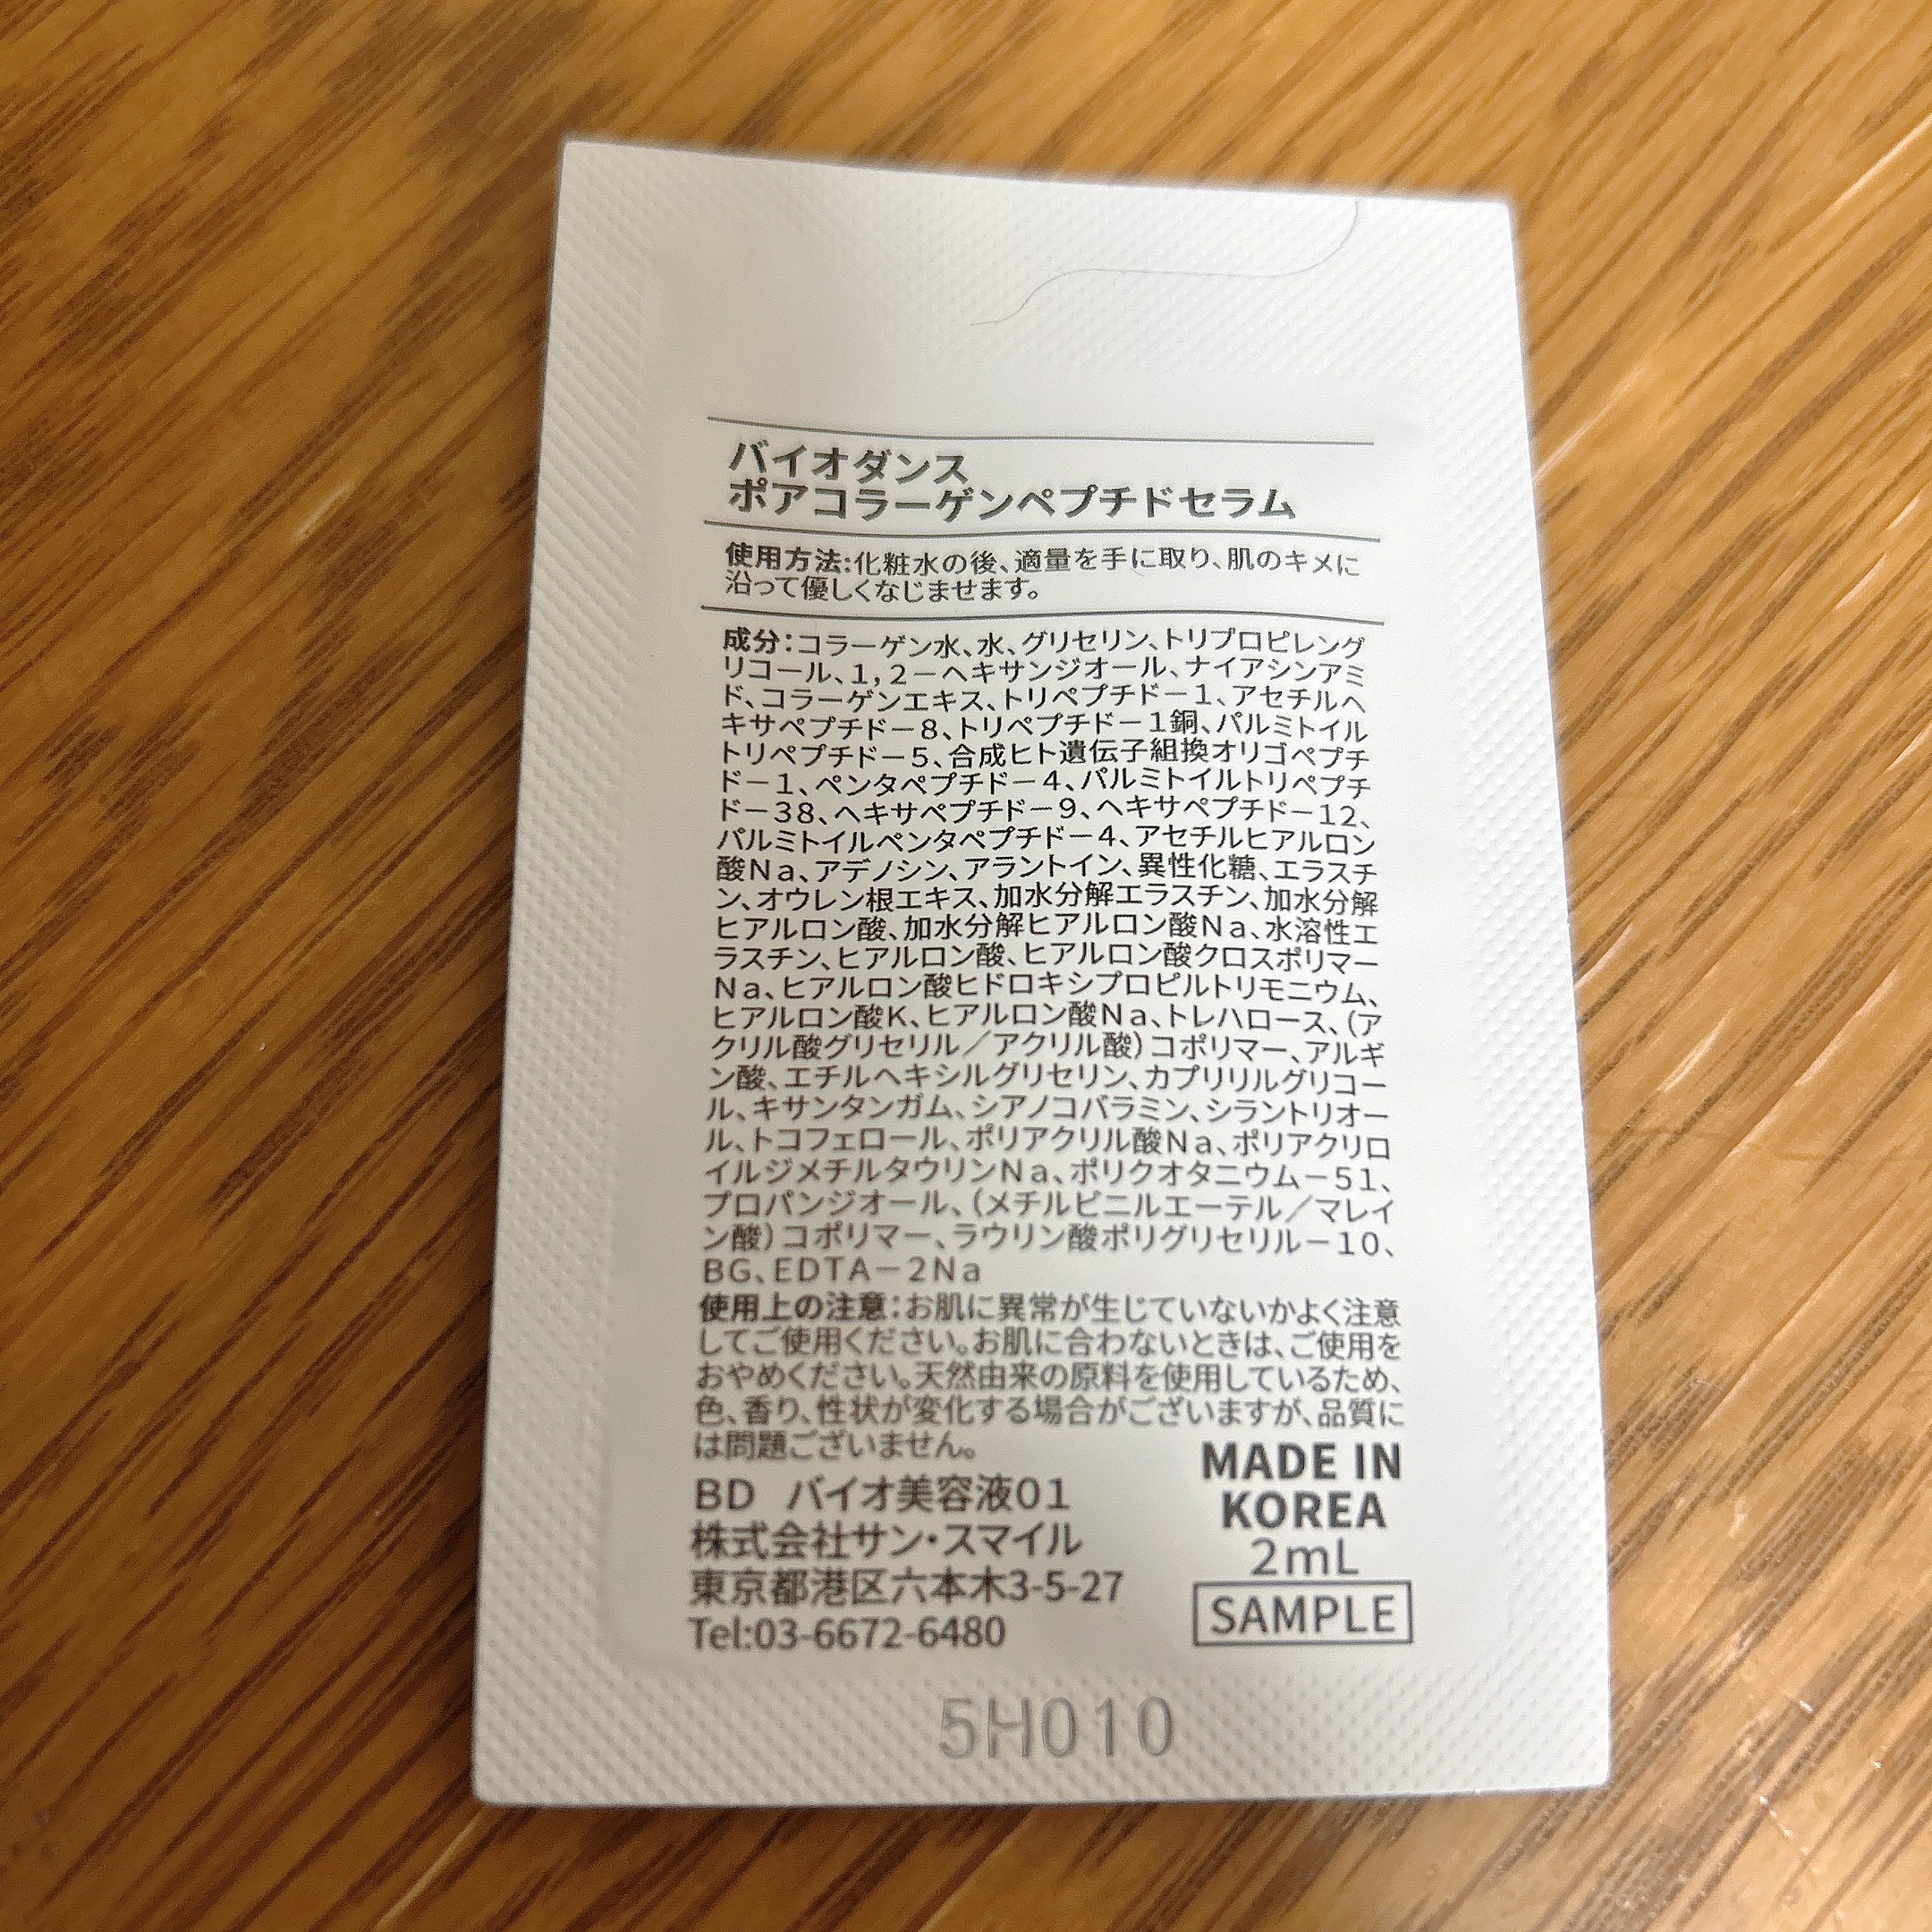 バイオダンス
ポアコラーゲンペプチドセラム
使用方法:化粧水の後、適量を手に取り、肌のキメに
沿って優しくなじませます。
成分:コラーゲン水、水、グリセリン、トリプロピレング
リコール、1,2－ヘキサンジオール、ナイアシンアミ
ド、コラーゲンエキス、トリペプチド－1、アセチルヘ
キサペプチド－8、トリペプチド－1銅、パルミトイル
トリペプチド－5、合成ヒト遺伝子組換オリゴペプチ
ド－1、ペンタペプチド－4、パルミトイルトリペプチ
ド－38、ヘキサペプチド－9、ヘキサペプチド－12、
パルミトイルペンタペプチド－4、アセチルヒアルロン
酸Na、アデノシン、アラントイン、異性化糖、エラスチ
ン、オウレン根エキス、加水分解エラスチン、加水分解
ヒアルロン酸、加水分解ヒアルロン酸Na、水溶性エ
ラスチン、ヒアルロン酸、ヒアルロン酸クロスポリマー
Na、ヒアルロン酸ヒドロキシプロピルトリモニウム、
ヒアルロン酸K、ヒアルロン酸Na、トレハロース、(ア
クリル酸グリセリル／アクリル酸)コポリマー、アルギ
ン酸、エチルヘキシルグリセリン、カプリリルグリコー
ル、キサンタンガム、シアノコバラミン、シラントリオー
ル、トコフェロール、ポリアクリル酸Na、ポリアクリロ
イルジメチルタウリンNa、ポリクオタニウム－51、
プロパンジオール、(メチルビニルエーテル／マレイ
ン酸)コポリマー、ラウリン酸ポリグリセリル－10、
BG、EDTA－2Na
使用上の注意:お肌に異常が生じていないかよく注意
してご使用ください。お肌に合わないときは、ご使用を
おやめください。天然由来の原料を使用しているため、
色、香り、性状が変化する場合がございますが、品質に
は問題ございません。
BD バイオ美容液01
株式会社サン・スマイル
東京都港区六本木3-5-27
Tel:03-6672-6480
MADE IN
KOREA
2mL
SAMPLE
5H010